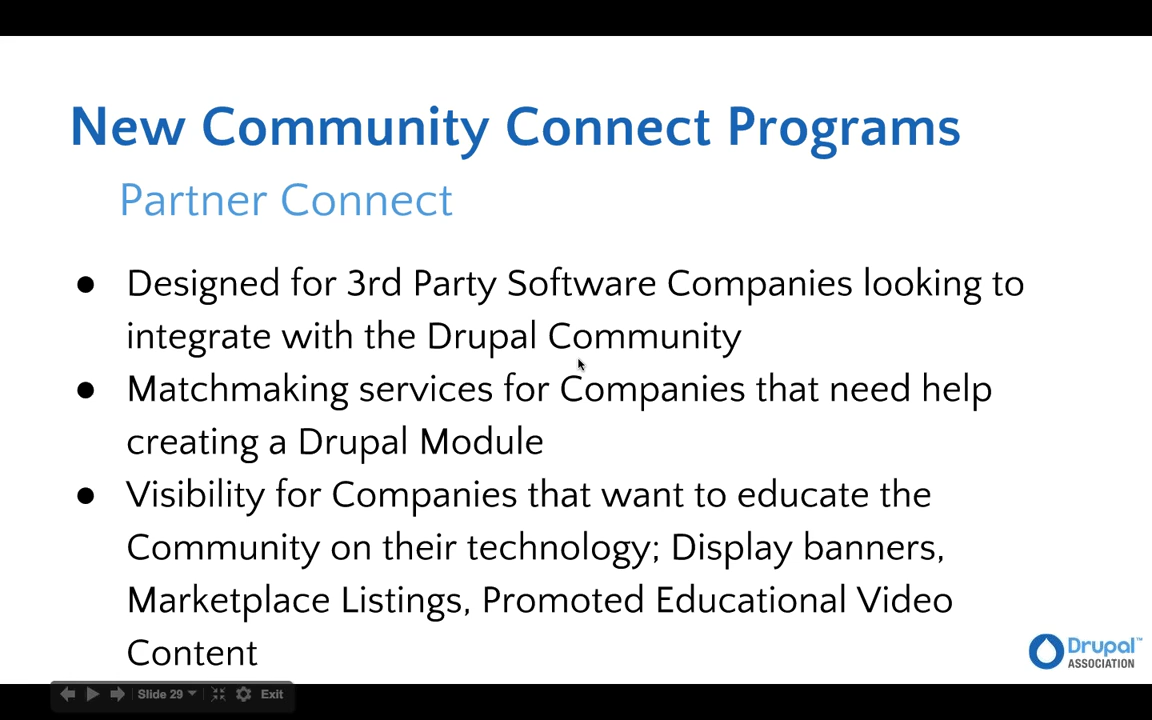 New Community Connect Programs
Partner Connect
● Designed for 3rd Party Software Companies looking to
integrate with the Drupal Community
● Matchmaking services for Companies that need help
creating a Drupal Module
● Visibility for Companies that want to educate the
Community on their technology; Display banners,
Marketplace Listings, Promoted Educational Video
Content
Drupal™
ASSOCIATION
Slide 29
Exit